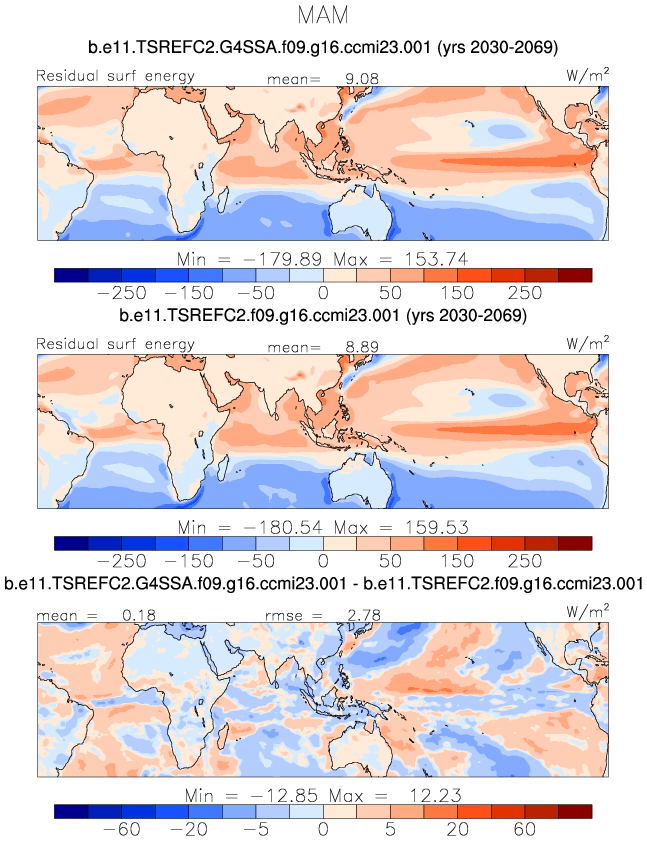 MAM
b.e11.TSREFC2.G4SSA.f09.g16.ccmi23.001 (yrs 2030-2069)
Residual surf energy mean= 9.08 W/m²
Min = −179.89 Max = 153.74
−250 −150 −50 0 50 150 250
b.e11.TSREFC2.f09.g16.ccmi23.001 (yrs 2030-2069)
Residual surf energy mean= 8.89 W/m²
Min = −180.54 Max = 159.53
−250 −150 −50 0 50 150 250
b.e11.TSREFC2.G4SSA.f09.g16.ccmi23.001 - b.e11.TSREFC2.f09.g16.ccmi23.001
mean = 0.18 rmse = 2.78 W/m²
Min = −12.85 Max = 12.23
−60 −20 −5 0 5 20 60